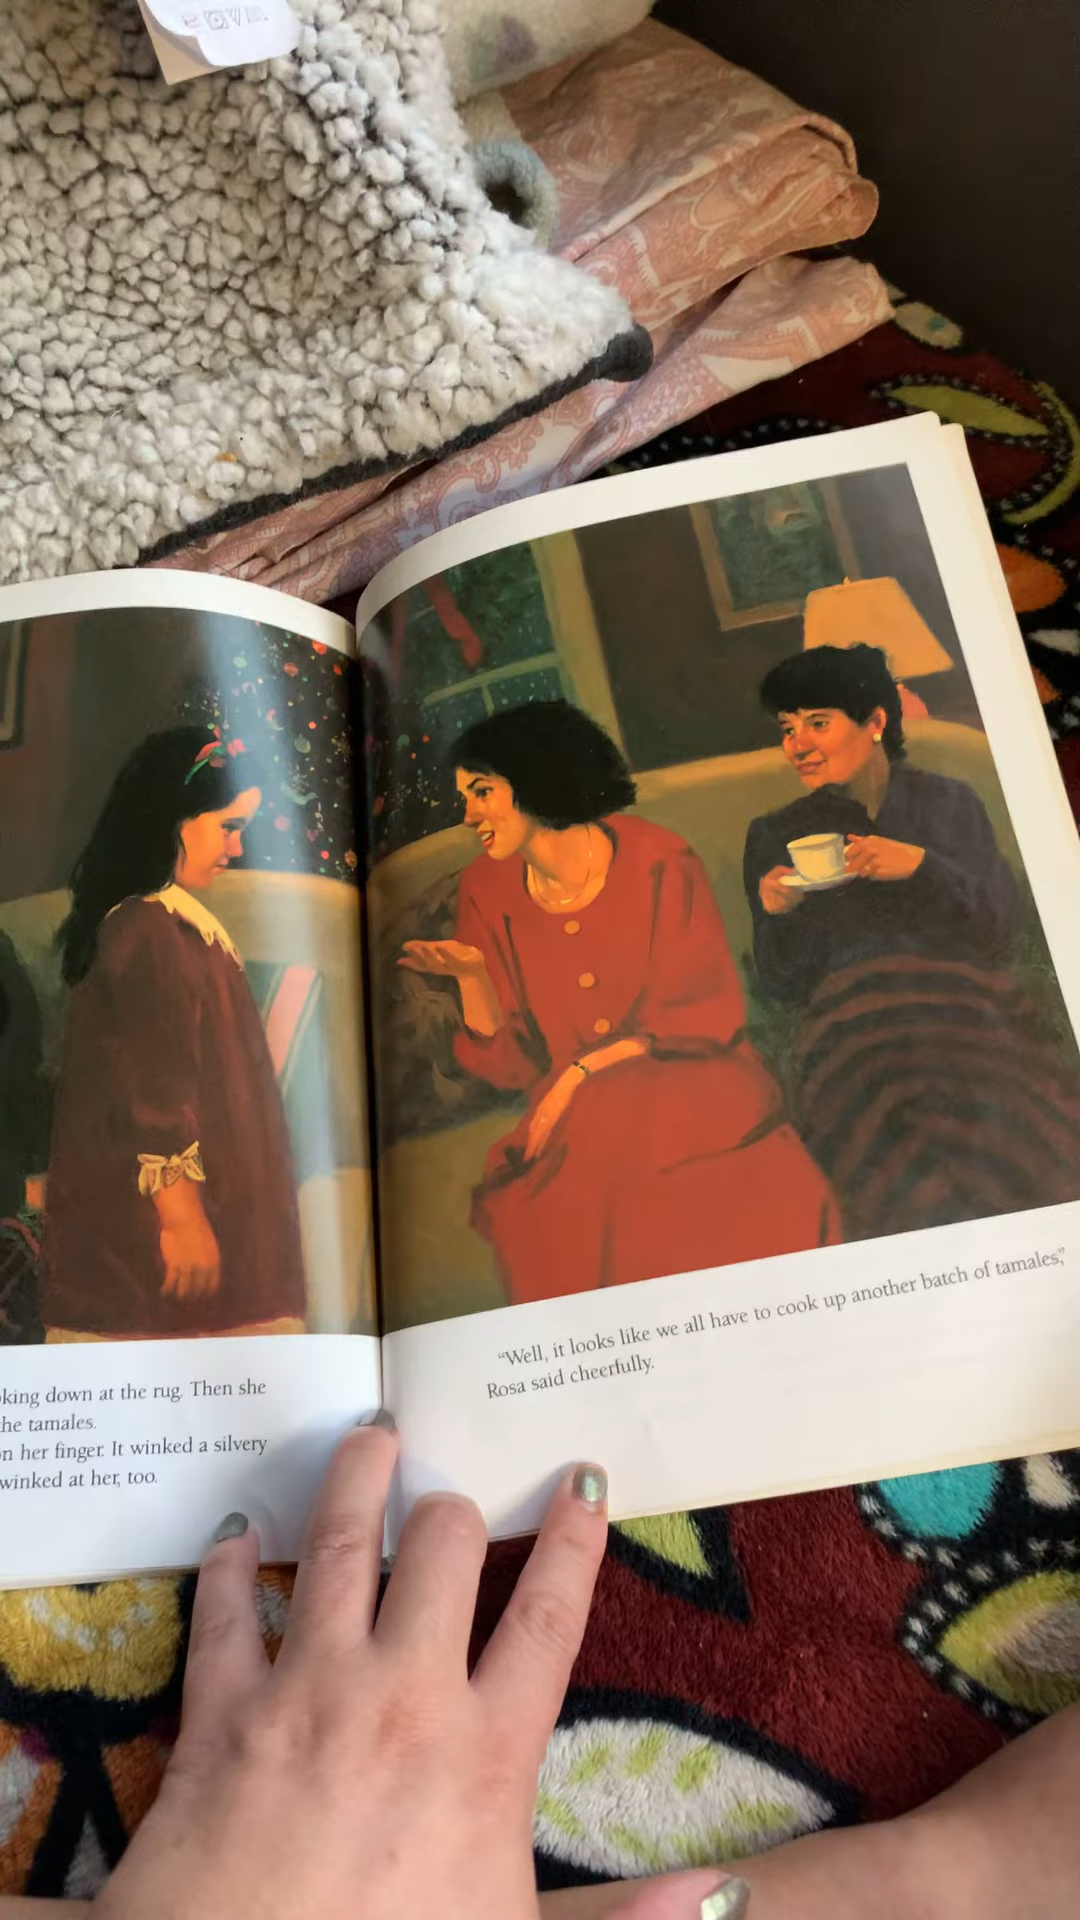 king down at the rug. Then she
he tamales.
n her finger. It winked a silvery
winked at her, too.
“Well, it looks like we all have to cook up another batch of tamales,”
Rosa said cheerfully.